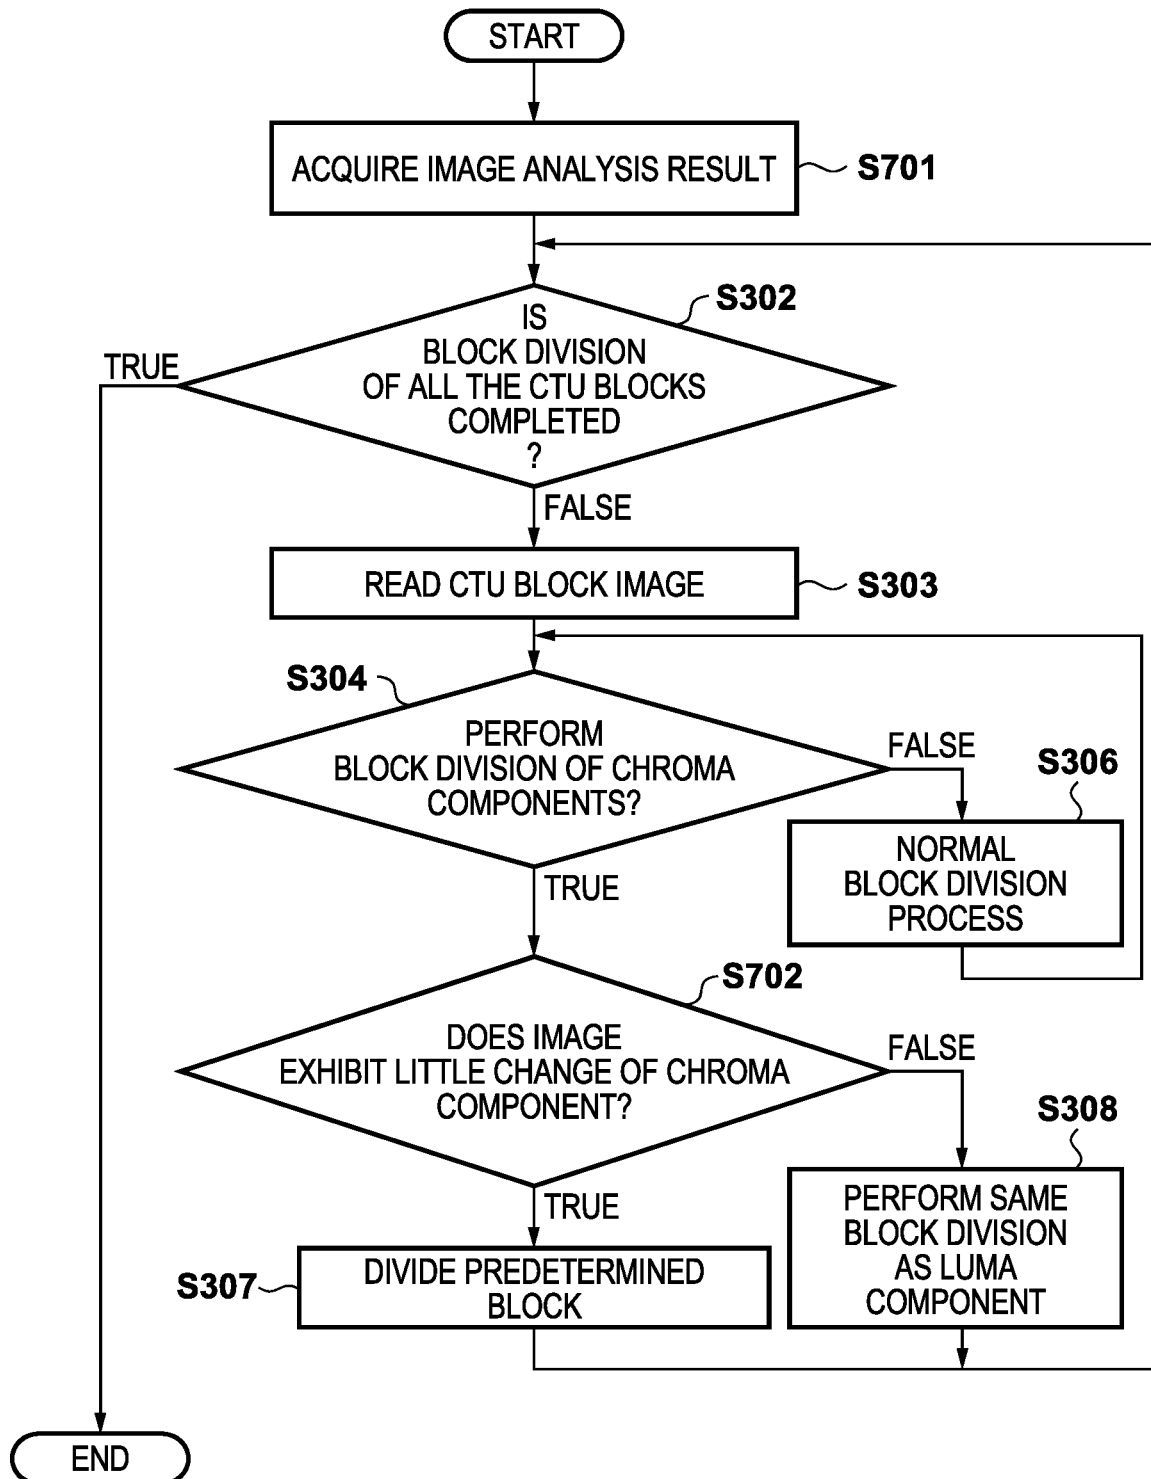 START
ACQUIRE IMAGE ANALYSIS RESULT
S701
S302
IS
BLOCK DIVISION
OF ALL THE CTU BLOCKS
COMPLETED
?
TRUE
FALSE
READ CTU BLOCK IMAGE
S303
S304
PERFORM
BLOCK DIVISION OF CHROMA
COMPONENTS?
FALSE
S306
NORMAL
BLOCK DIVISION
PROCESS
TRUE
S702
DOES IMAGE
EXHIBIT LITTLE CHANGE OF CHROMA
COMPONENT?
FALSE
S308
PERFORM SAME
BLOCK DIVISION
AS LUMA
COMPONENT
TRUE
S307
DIVIDE PREDETERMINED
BLOCK
END